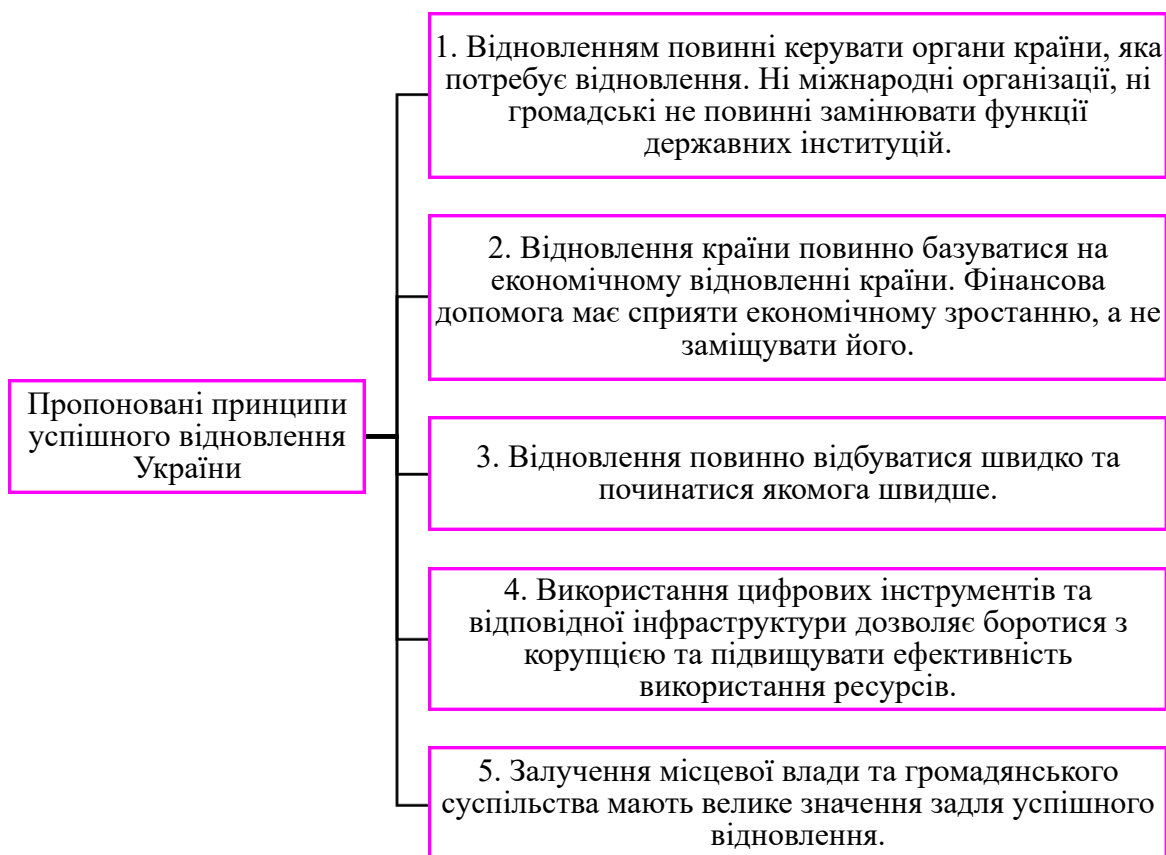 1. Відновленням повинні керувати органи країни, яка
потребує відновлення. Ні міжнародні організації, ні
громадські не повинні замінювати функції
державних інституцій.
2. Відновлення країни повинно базуватися на
економічному відновленні країни. Фінансова
допомога має сприяти економічному зростанню, а не
заміщувати його.
Пропоновані принципи
успішного відновлення
України
3. Відновлення повинно відбуватися швидко та
починатися якомога швидше.
4. Використання цифрових інструментів та
відповідної інфраструктури дозволяє боротися з
корупцією та підвищувати ефективність
використання ресурсів.
5. Залучення місцевої влади та громадянського
суспільства мають велике значення задля успішного
відновлення.